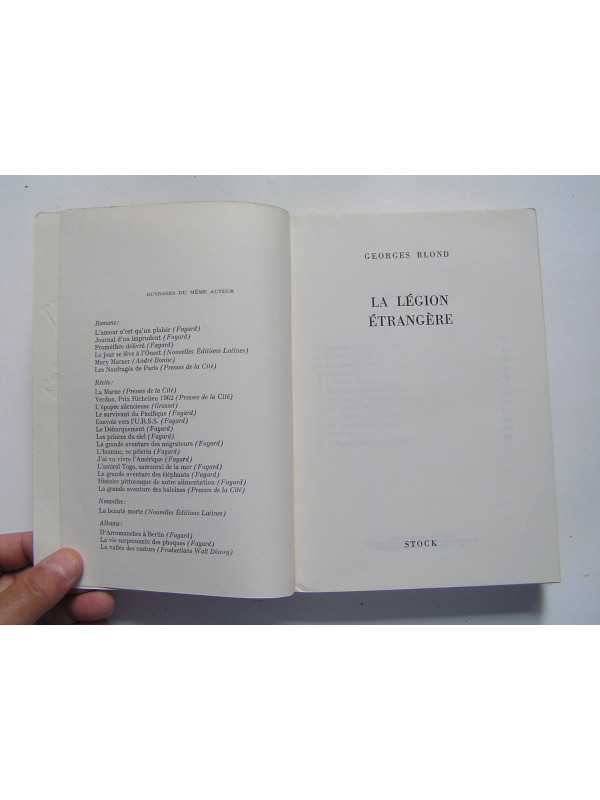 OUVRAGES DU MÊME AUTEUR
Romans :
L'amour n'est qu'un plaisir (Fayard)
Journal d'un imprudent (Fayard)
Prométhée délivré (Fayard)
Le jour se lève à l'Ouest (Nouvelles Éditions Latines)
Mary Marner (André Bonne)
Les Naufragés de Paris (Presses de la Cité)
Récits :
La Marne (Presses de la Cité)
Verdun, Prix Richelieu 1962 (Presses de la Cité)
L'épopée silencieuse (Grasset)
Le survivant du Pacifique (Fayard)
Convois vers l'U.R.S.S. (Fayard)
Le Débarquement (Fayard)
Les princes du ciel (Fayard)
La grande aventure des migrateurs (Fayard)
L'homme, ce pèlerin (Fayard)
J'ai vu vivre l'Amérique (Fayard)
L'amiral Togo, samouraï de la mer (Fayard)
La grande aventure des éléphants (Fayard)
Histoire pittoresque de notre alimentation (Fayard)
La grande aventure des baleines (Presses de la Cité)
Nouvelles :
La beauté morte (Nouvelles Éditions Latines)
Albums :
D'Arromanches à Berlin (Fayard)
La vie surprenante des phoques (Fayard)
La vallée des castors (Productions Walt Disney)
GEORGES BLOND
LA LÉGION
ÉTRANGÈRE
STOCK